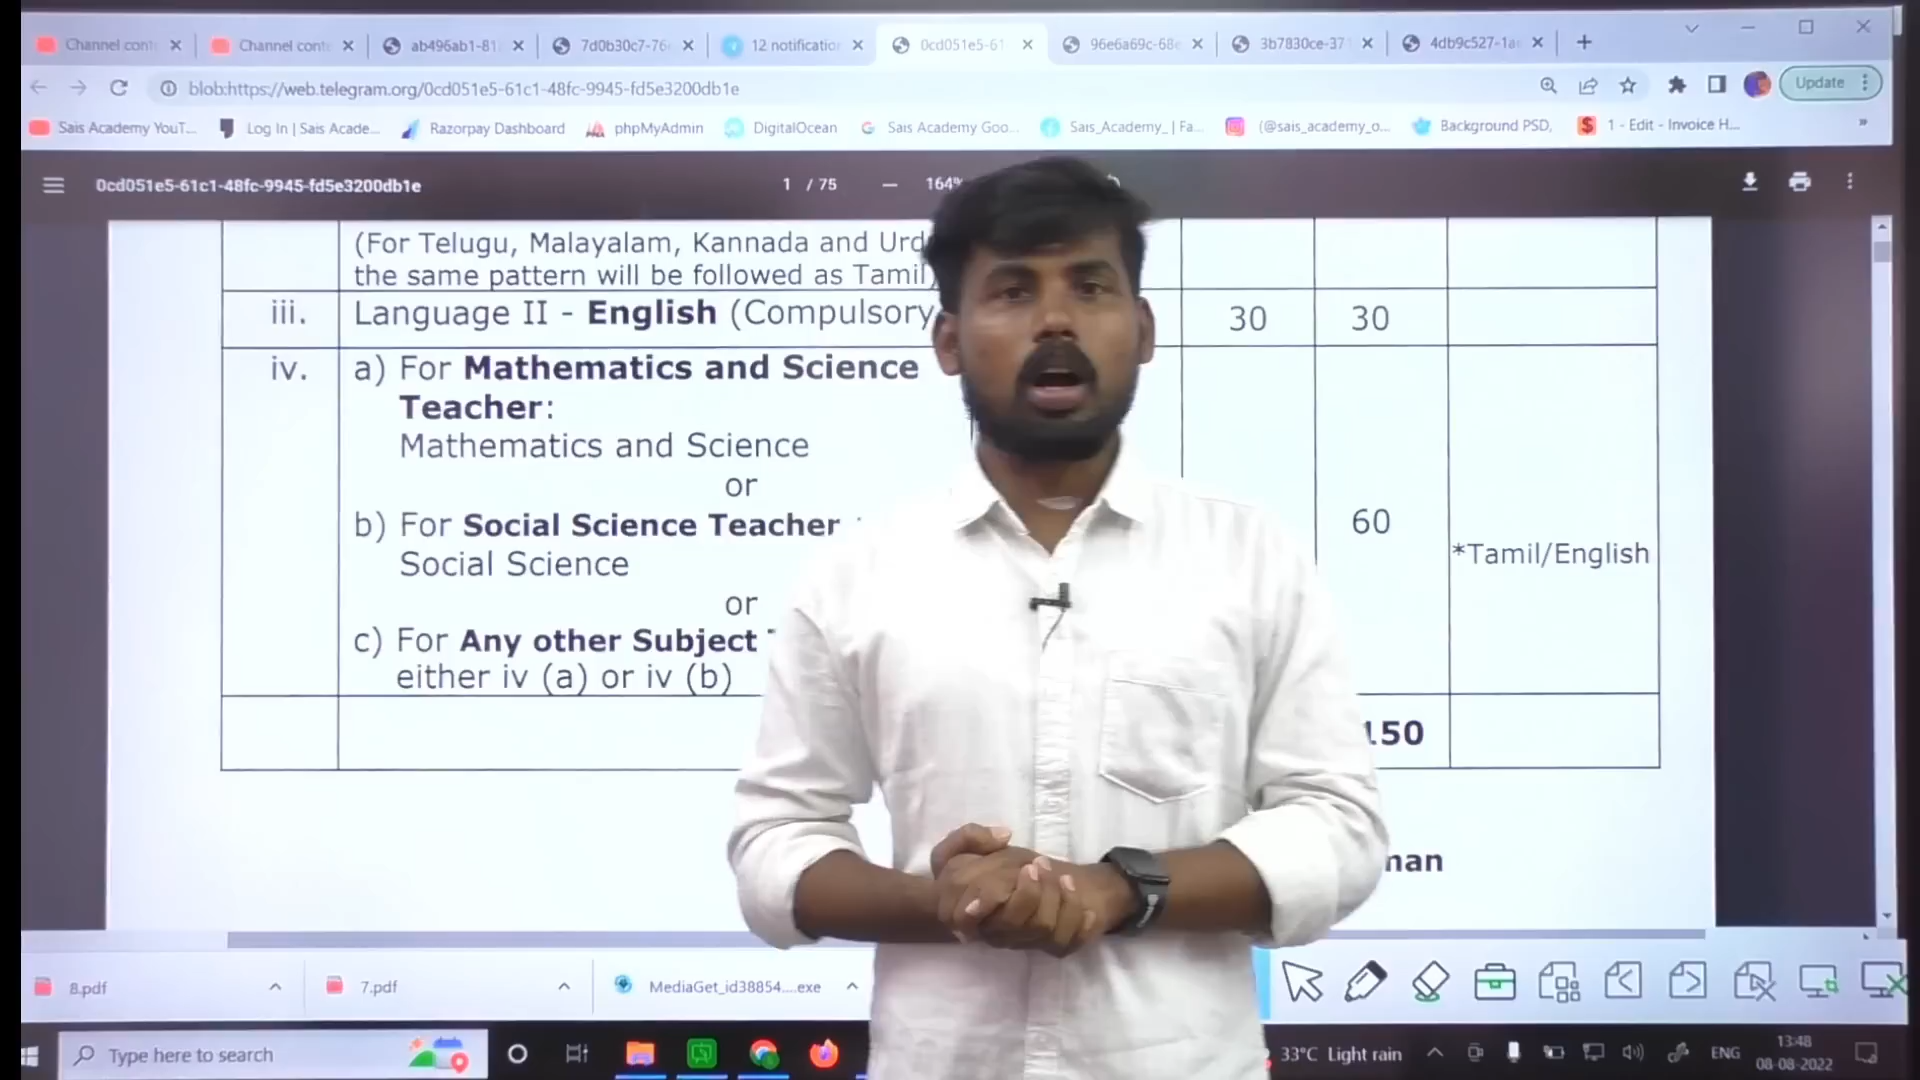 Channel cont
Channel cont
ab496ab1-81
7d0b30c7-76
12 notificatio
0cd051e5-61
96e6a69c-68e
3b7830ce-37
4db9c527-1a
blob:https://web.telegram.org/0cd051e5-61c1-48fc-9945-fd5e3200db1e
Update
Sais Academy YouT...
Log In | Sais Acade...
Razorpay Dashboard
phpMyAdmin
DigitalOcean
Sais Academy Goo...
Sais_Academy_ | Fa...
(@sais_academy_o...
Background PSD,
1 - Edit - Invoice H...
0cd051e5-61c1-48fc-9945-fd5e3200db1e
1 / 75
164%
(For Telugu, Malayalam, Kannada and Urd
the same pattern will be followed as Tamil)
iii. Language II - English (Compulsory 30 30
iv. a) For Mathematics and Science
Teacher:
Mathematics and Science
or
b) For Social Science Teacher :
Social Science
or
c) For Any other Subject
either iv (a) or iv (b)
60
*Tamil/English
150
man
8.pdf
7.pdf
MediaGet_id38854....exe
Type here to search
33°C Light rain
ENG
13:48
08-08-2022